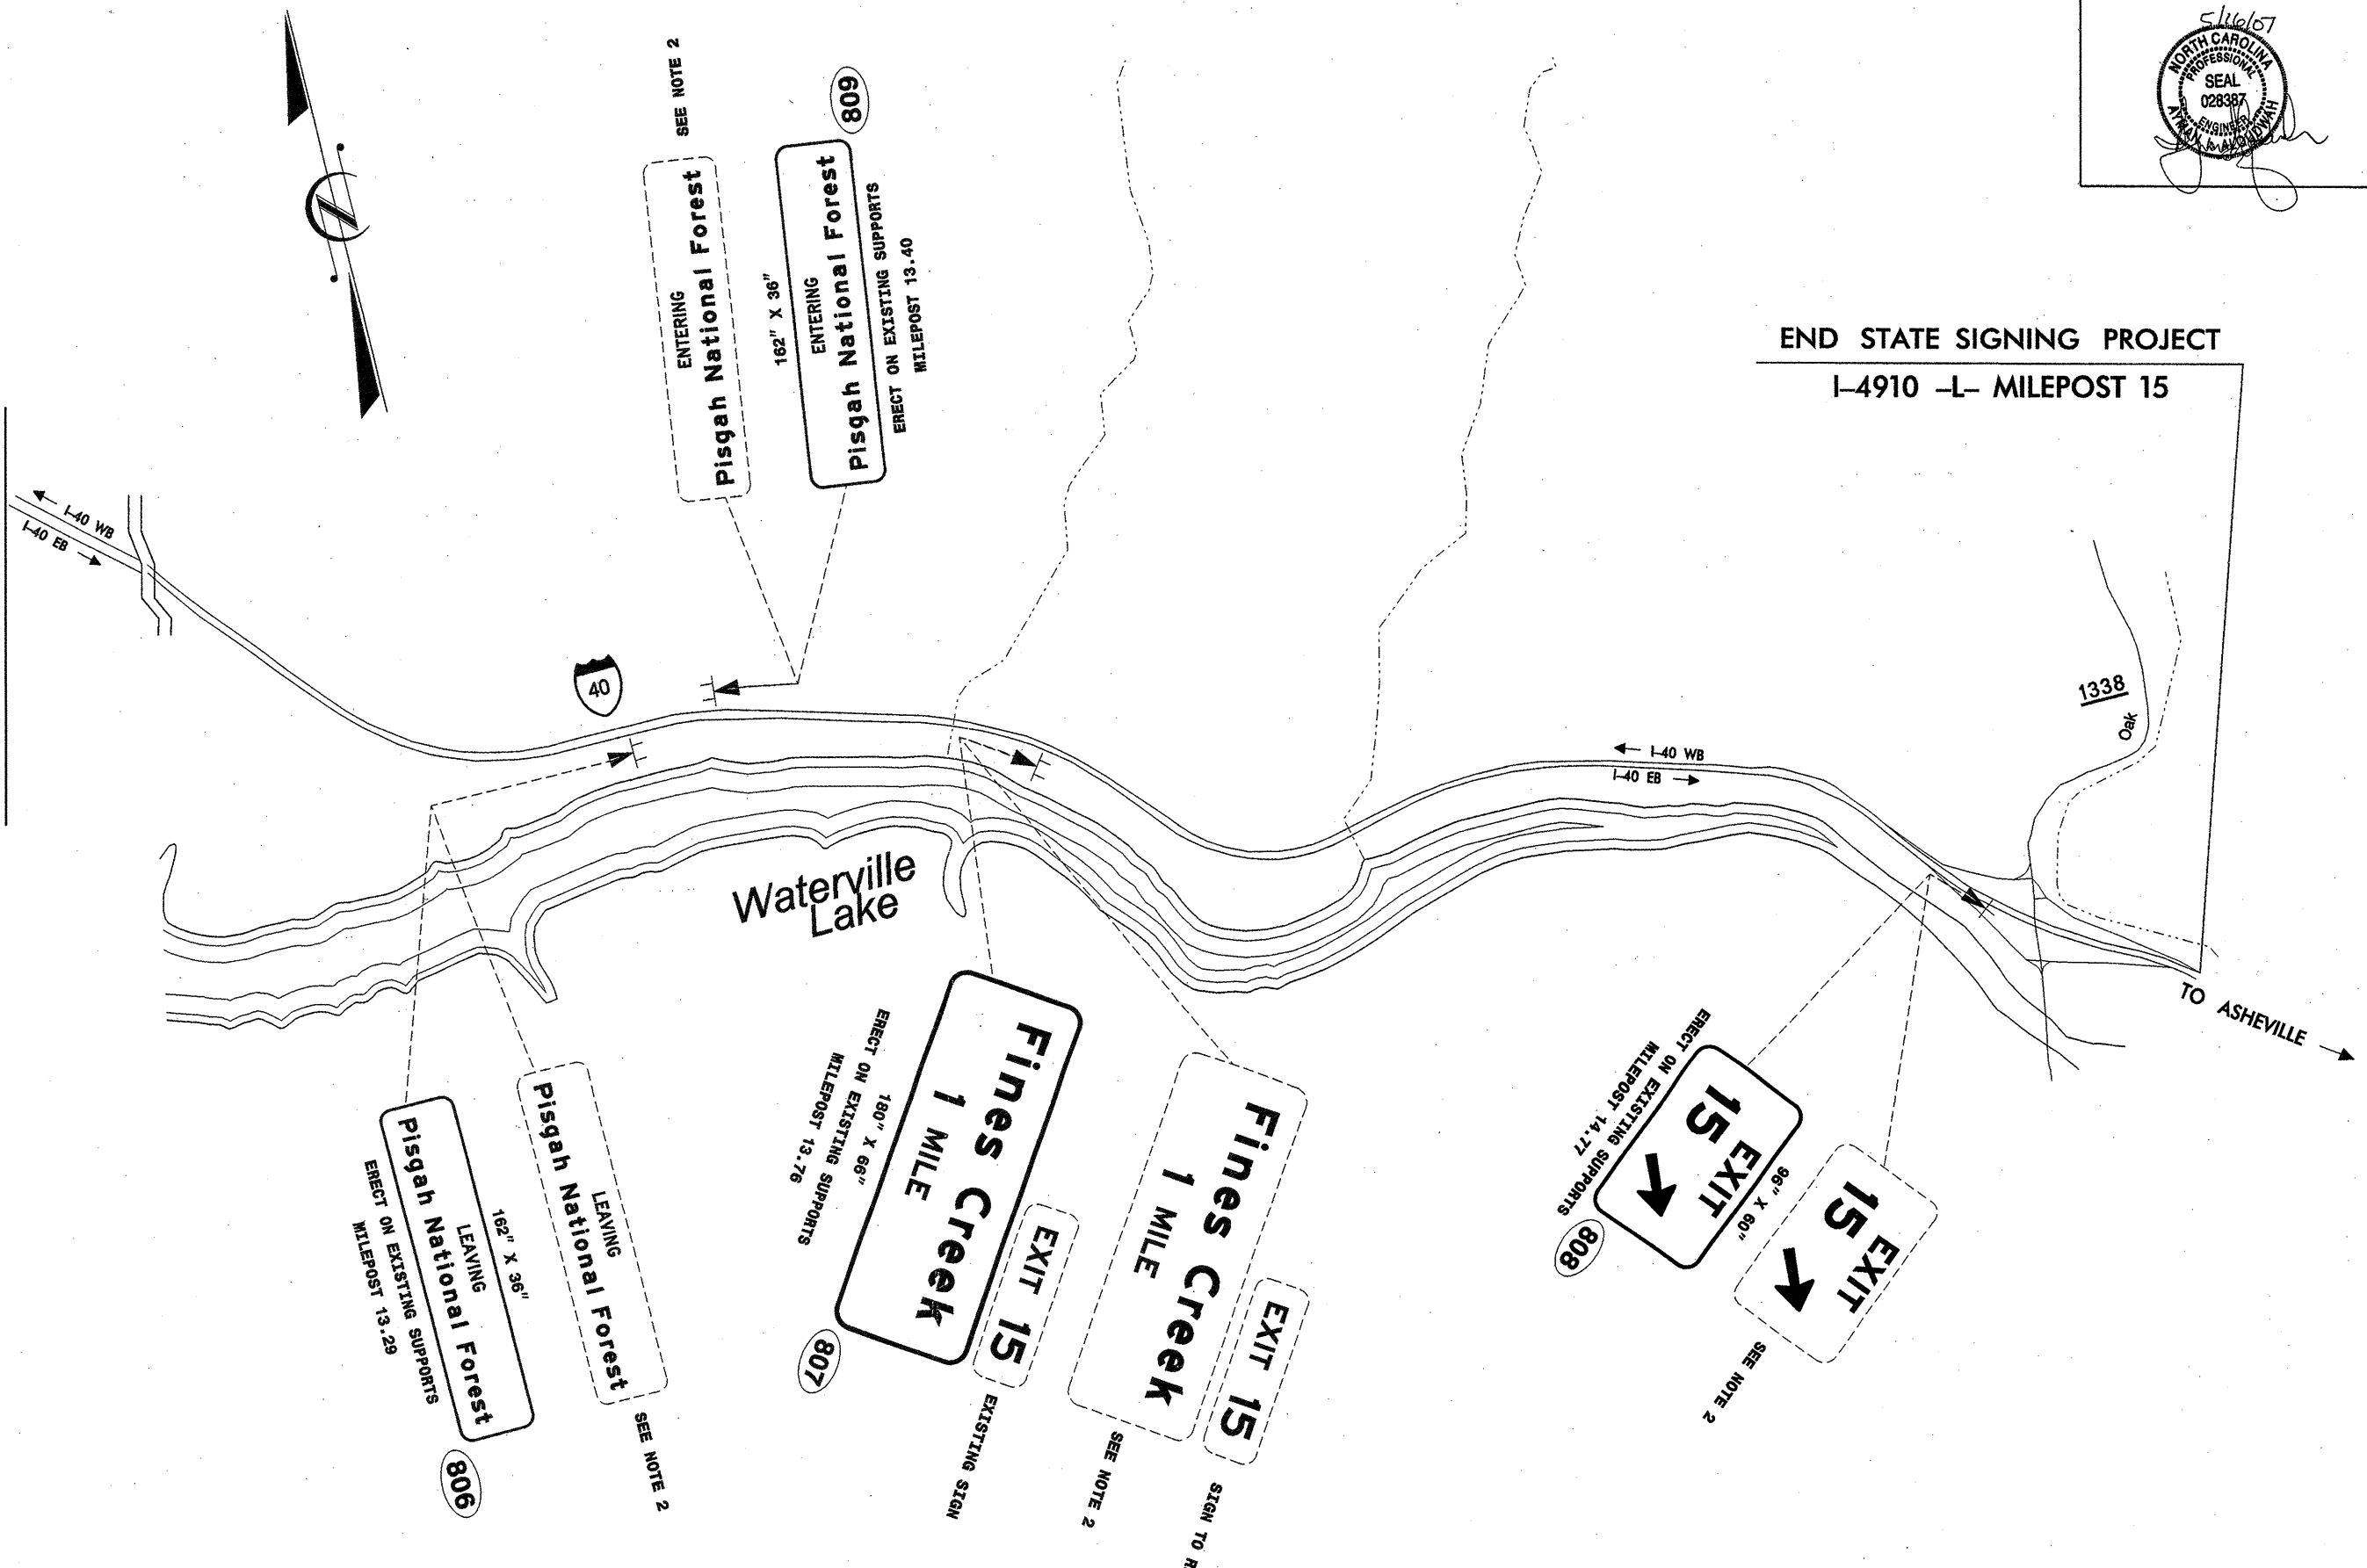 5/16/07
NORTH CAROLINA
PROFESSIONAL
SEAL
028387
ENGINEER
END STATE SIGNING PROJECT
I-4910 -L- MILEPOST 15
SEE NOTE 2
ENTERING
Pisgah National Forest
809
162" X 36"
ENTERING
Pisgah National Forest
ERECT ON EXISTING SUPPORTS
MILEPOST 13.40
I-40 WB
I-40 EB
40
I-40 WB
I-40 EB
1338
Oak
Waterville
Lake
TO ASHEVILLE
162" X 36"
LEAVING
Pisgah National Forest
ERECT ON EXISTING SUPPORTS
MILEPOST 13.29
806
LEAVING
Pisgah National Forest
SEE NOTE 2
EXIT 15
EXISTING SIGN
Fines Creek
1 MILE
180" X 66"
ERECT ON EXISTING SUPPORTS
MILEPOST 13.76
807
EXIT 15
SIGN TO R
Fines Creek
1 MILE
SEE NOTE 2
96" X 60"
EXIT
15
ERECT ON EXISTING SUPPORTS
MILEPOST 14.77
808
EXIT
15
SEE NOTE 2